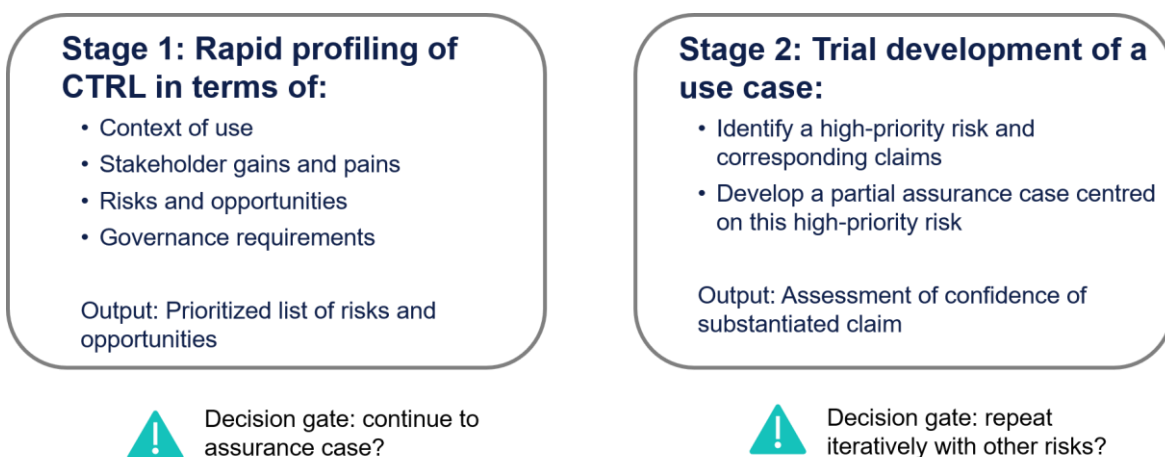 Stage 1: Rapid profiling of
CTRL in terms of:
• Context of use
• Stakeholder gains and pains
• Risks and opportunities
• Governance requirements
Output: Prioritized list of risks and
opportunities
Decision gate: continue to
assurance case?
Stage 2: Trial development of a
use case:
• Identify a high-priority risk and
corresponding claims
• Develop a partial assurance case centred
on this high-priority risk
Output: Assessment of confidence of
substantiated claim
Decision gate: repeat
iteratively with other risks?